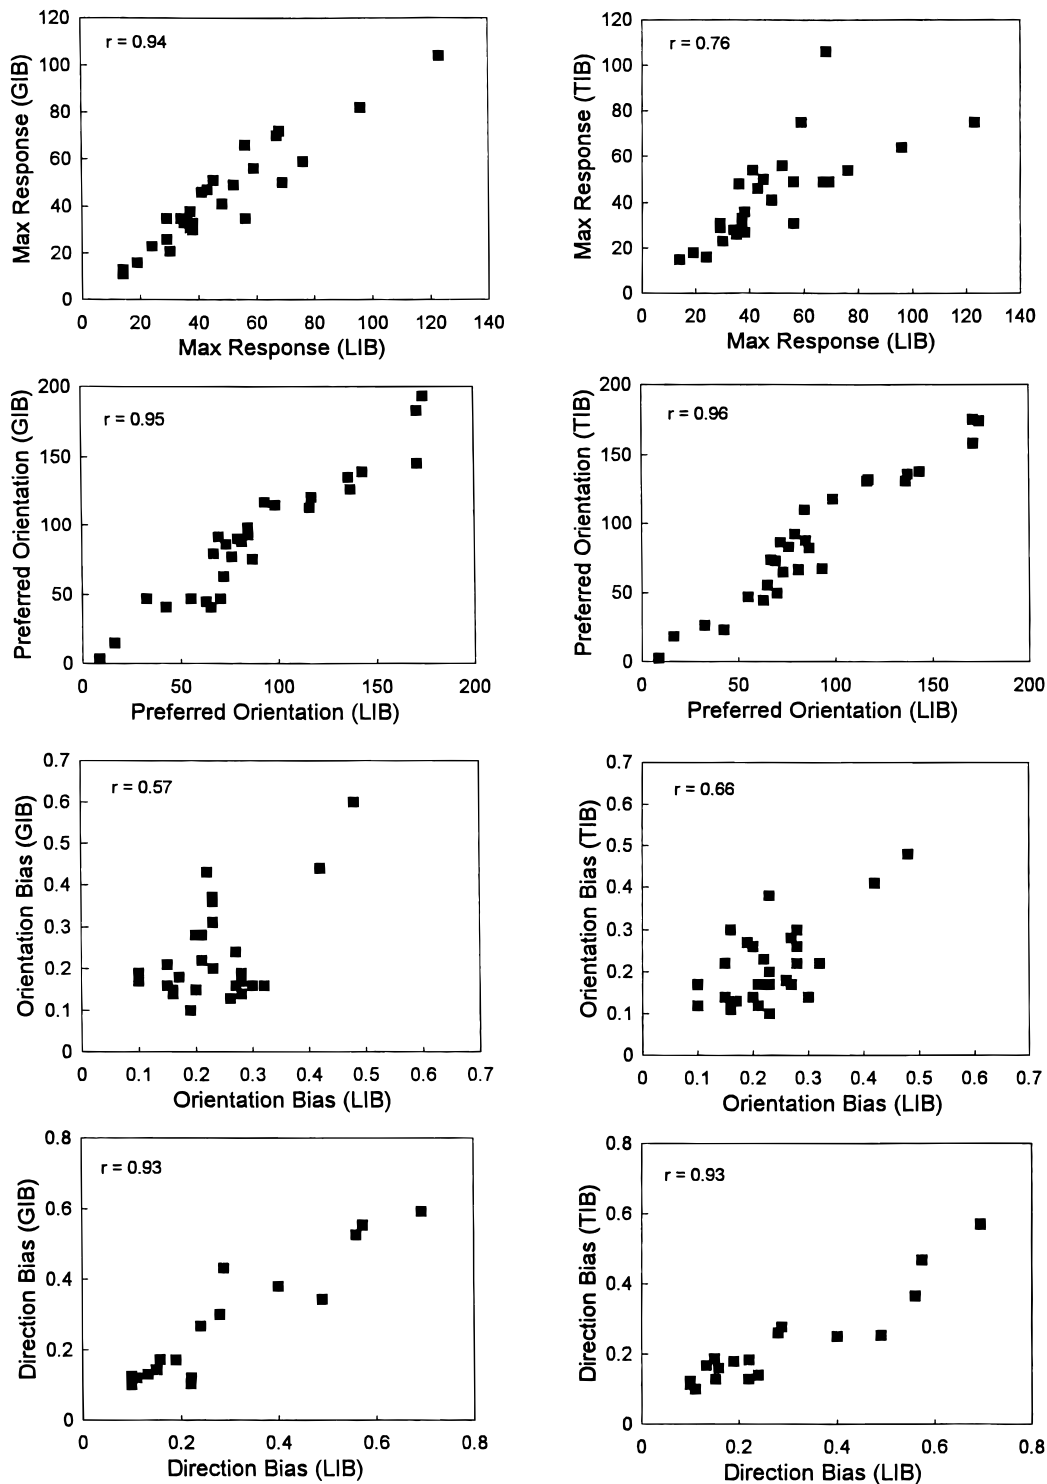 120
100
80
60
40
20
0
Max Response (GIB)
r = 0.94
0 20 40 60 80 100 120 140
Max Response (LIB)
120
100
80
60
40
20
0
Max Response (TIB)
r = 0.76
0 20 40 60 80 100 120 140
Max Response (LIB)
200
150
100
50
0
Preferred Orientation (GIB)
r = 0.95
0 50 100 150 200
Preferred Orientation (LIB)
200
150
100
50
0
Preferred Orientation (TIB)
r = 0.96
0 50 100 150 200
Preferred Orientation (LIB)
0.7
0.6
0.5
0.4
0.3
0.2
0.1
0
Orientation Bias (GIB)
r = 0.57
0 0.1 0.2 0.3 0.4 0.5 0.6 0.7
Orientation Bias (LIB)
0.7
0.6
0.5
0.4
0.3
0.2
0.1
0
Orientation Bias (TIB)
r = 0.66
0 0.1 0.2 0.3 0.4 0.5 0.6 0.7
Orientation Bias (LIB)
0.8
0.6
0.4
0.2
0
Direction Bias (GIB)
r = 0.93
0 0.2 0.4 0.6 0.8
Direction Bias (LIB)
0.8
0.6
0.4
0.2
0
Direction Bias (TIB)
r = 0.93
0 0.2 0.4 0.6 0.8
Direction Bias (LIB)